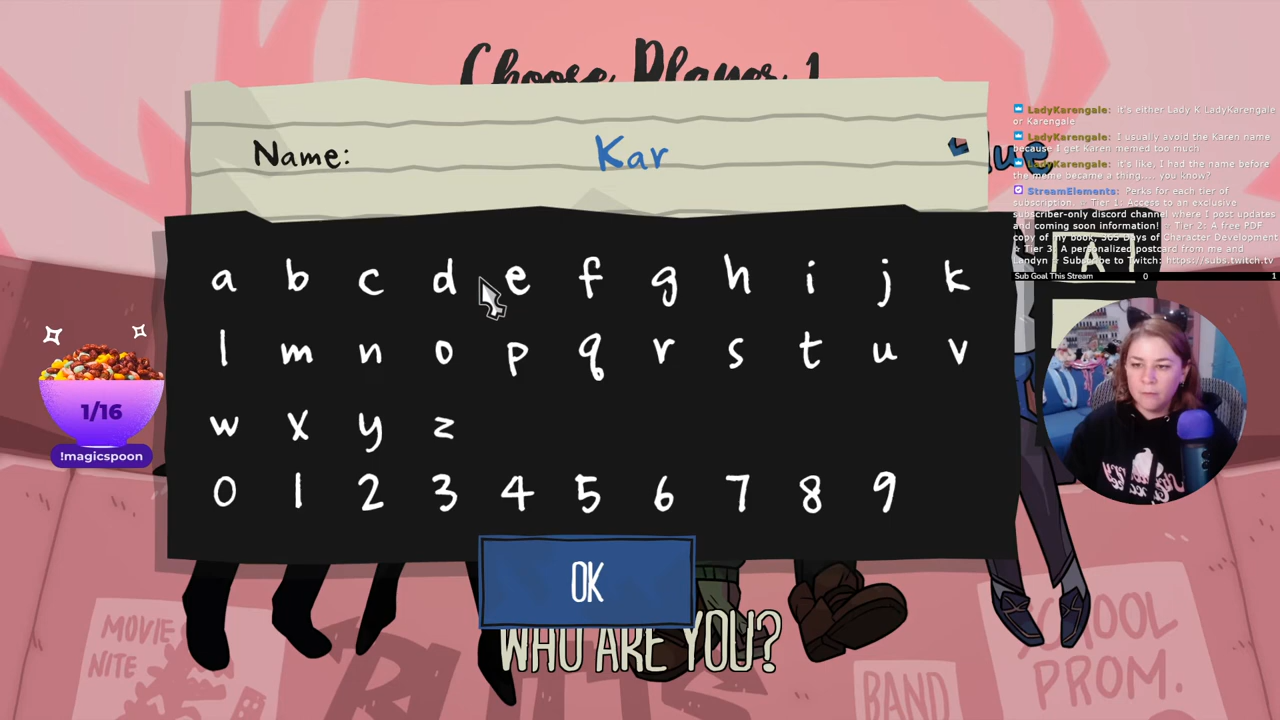 Choose Player 1
Name:
Kar
LadyKarengale: it's either Lady K LadyKarengale
or Karengale
LadyKarengale: I usually avoid the Karen name
because I get Karen memed too much
LadyKarengale: it's like, I had the name before
the meme became a thing.... you know?
StreamElements: Perks for each tier of
subscription. ☆ Tier 1: Access to an exclusive
subscriber-only discord channel where I post updates
and coming soon information! ☆ Tier 2: A free PDF
copy of my book, 365 Days of Character Development
☆ Tier 3: A personalized postcard from me and
Landyn ☆ Subscribe to Twitch: https://subs.twitch.tv
Sub Goal This Stream 0 1
a b c d e f g h i j k
l m n o p q r s t u v
w x y z
0 1 2 3 4 5 6 7 8 9
1/16
!magicspoon
OK
WHO ARE YOU?
MOVIE
NITE
BAND
SCHOOL
PROM.